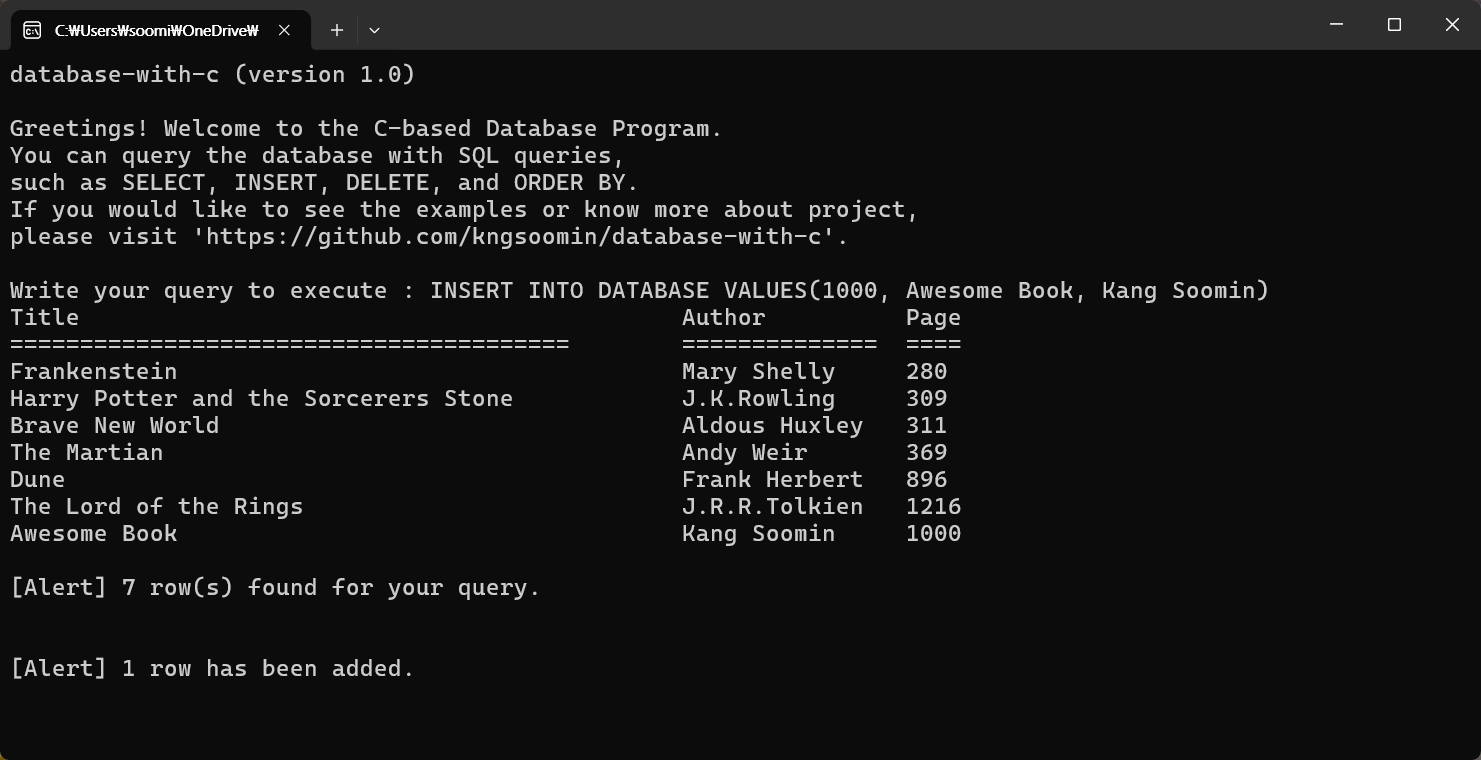 C:₩Users₩soomi₩OneDrive₩
database-with-c (version 1.0)
Greetings! Welcome to the C-based Database Program.
You can query the database with SQL queries,
such as SELECT, INSERT, DELETE, and ORDER BY.
If you would like to see the examples or know more about project,
please visit 'https://github.com/kngsoomin/database-with-c'.
Write your query to execute : INSERT INTO DATABASE VALUES(1000, Awesome Book, Kang Soomin)
Title Author Page
======================================== ============== ====
Frankenstein Mary Shelly 280
Harry Potter and the Sorcerers Stone J.K.Rowling 309
Brave New World Aldous Huxley 311
The Martian Andy Weir 369
Dune Frank Herbert 896
The Lord of the Rings J.R.R.Tolkien 1216
Awesome Book Kang Soomin 1000
[Alert] 7 row(s) found for your query.
[Alert] 1 row has been added.